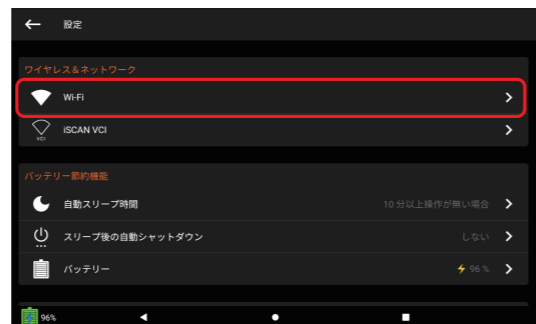 設定
ワイヤレス&ネットワーク
Wi-Fi
iSCAN VCI
VCI
バッテリー節約機能
自動スリープ時間 10分以上操作が無い場合
スリープ後の自動シャットダウン しない
バッテリー 96 %
96%